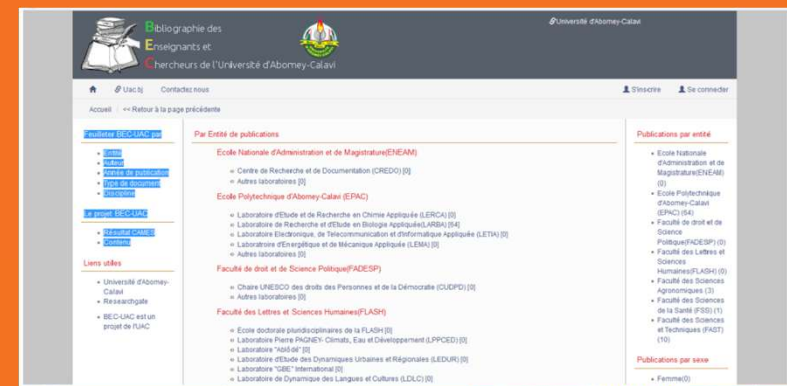 Bibliographie des
Enseignants et
Chercheurs de l'Université d'Abomey-Calavi
Université d'Abomey-Calavi
Uac.bj Contactez nous S'inscrire Se connecter
Accueil << Retour à la page précédente
Feuilleter BEC-UAC par
Entité
Auteur
Année de publication
Type de document
Discipline
Le projet BEC-UAC
Résultat CAMES
Contenu
Liens utiles
Université d'Abomey-
Calavi
Researchgate
BEC-UAC est un
projet de l'UAC
Par Entité de publications
Ecole Nationale d'Administration et de Magistrature(ENEAM)
Centre de Recherche et de Documentation (CREDO) [0]
Autres laboratoires [0]
Ecole Polytechnique d'Abomey-Calavi (EPAC)
Laboratoire d'Etude et de Recherche en Chimie Appliquée (LERCA) [0]
Laboratoire de Recherche et d'Etude en Biologie Appliquée(LARBA) [54]
Laboratoire Electronique, de Telecommunication et d'Informatique Appliquée (LETIA) [0]
Laboratroire d'Energétique et de Mécanique Appliquée (LEMA) [0]
Autres laboratoires [0]
Faculté de droit et de Science Politique(FADESP)
Chaire UNESCO des droits des Personnes et de la Démocratie (CUDPD) [0]
Autres laboratoires [0]
Faculté des Lettres et Sciences Humaines(FLASH)
Ecole doctorale pluridisciplinaires de la FLASH [0]
Laboratoire Pierre PAGNEY- Climats, Eau et Développement (LPPCED) [0]
Laboratoire [0]
Laboratoire d'Etude des Dynamiques Urbaines et Régionales (LEDUR) [0]
Laboratoire "GBE" International [0]
Laboratoire de Dynamique des Langues et Cultures (LDLC) [0]
Publications par entité
Ecole Nationale
d'Administration et de
Magistrature(ENEAM)
(0)
Ecole Polytechnique
d'Abomey-Calavi
(EPAC) (54)
Faculté de droit et de
Science
Politique(FADESP) (0)
Faculté des Lettres et
Sciences
Humaines(FLASH) (0)
Faculté des Sciences
Agronomiques (3)
Faculté des Sciences
de la Santé (FSS) (1)
Faculté des Sciences
et Techniques (FAST)
(10)
Publications par sexe
Femme(0)